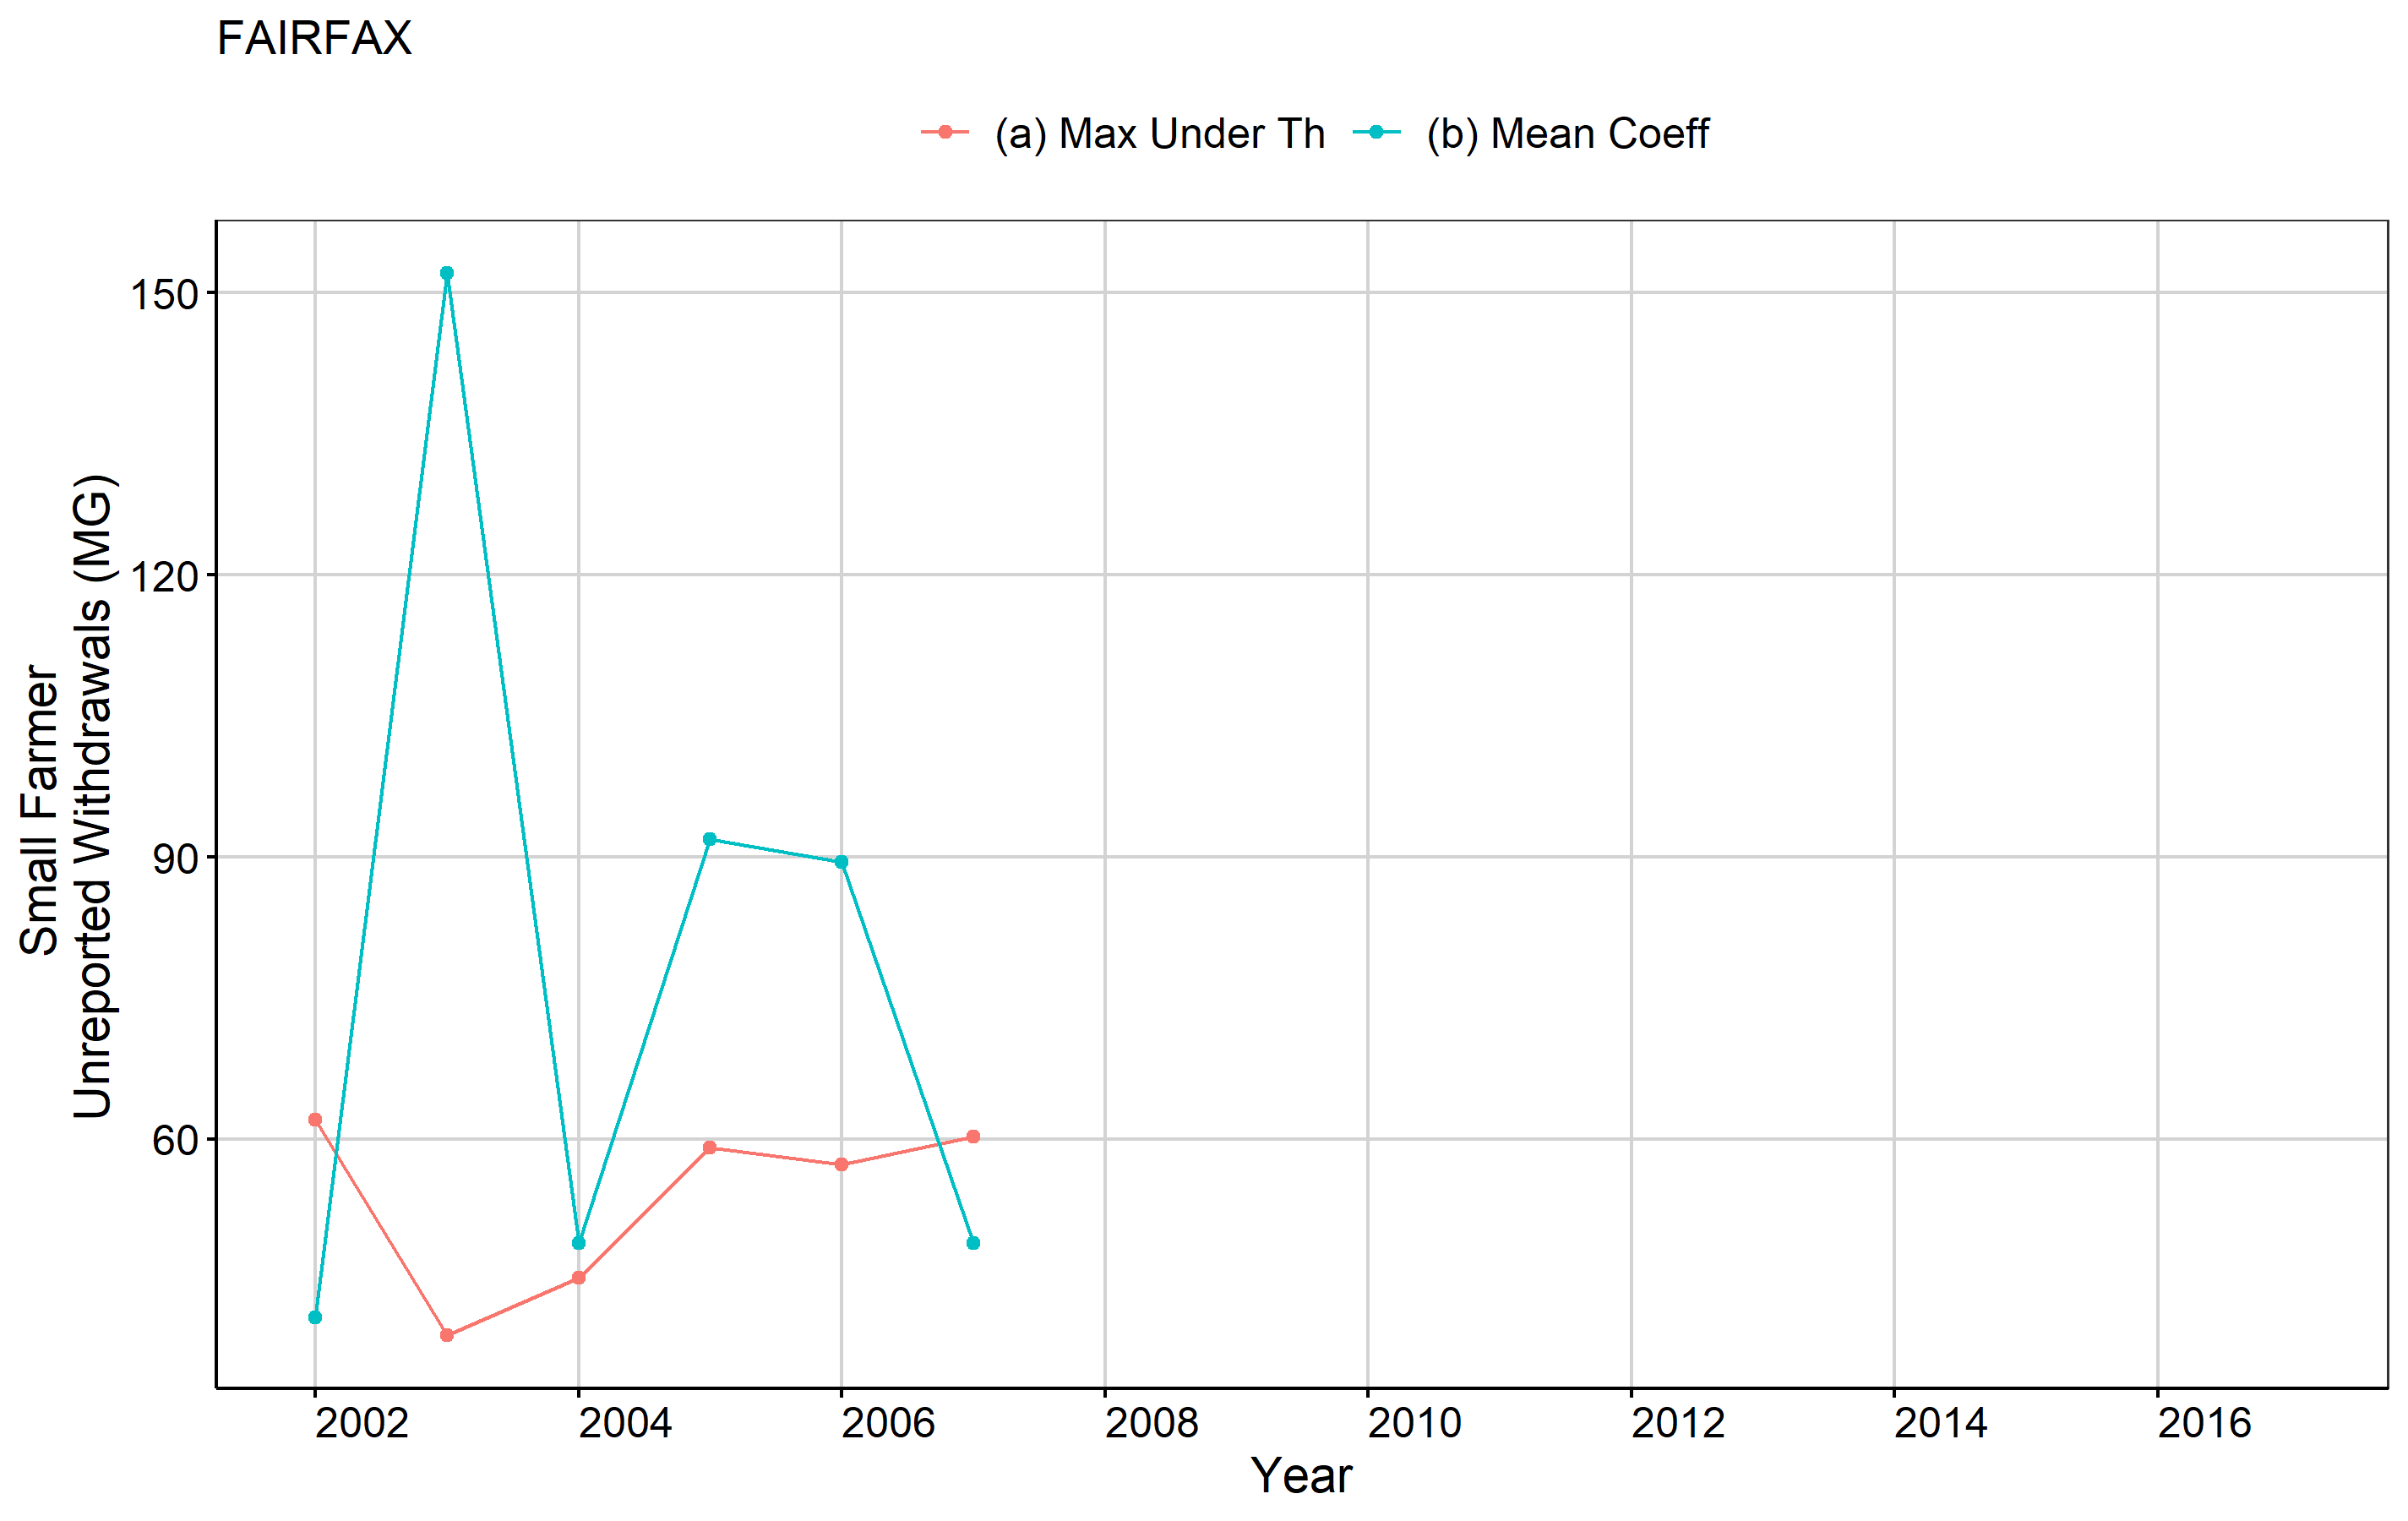 FAIRFAX
(a) Max Under Th (b) Mean Coeff
Small Farmer
Unreported Withdrawals (MG)
150
120
90
60
2002 2004 2006 2008 2010 2012 2014 2016
Year